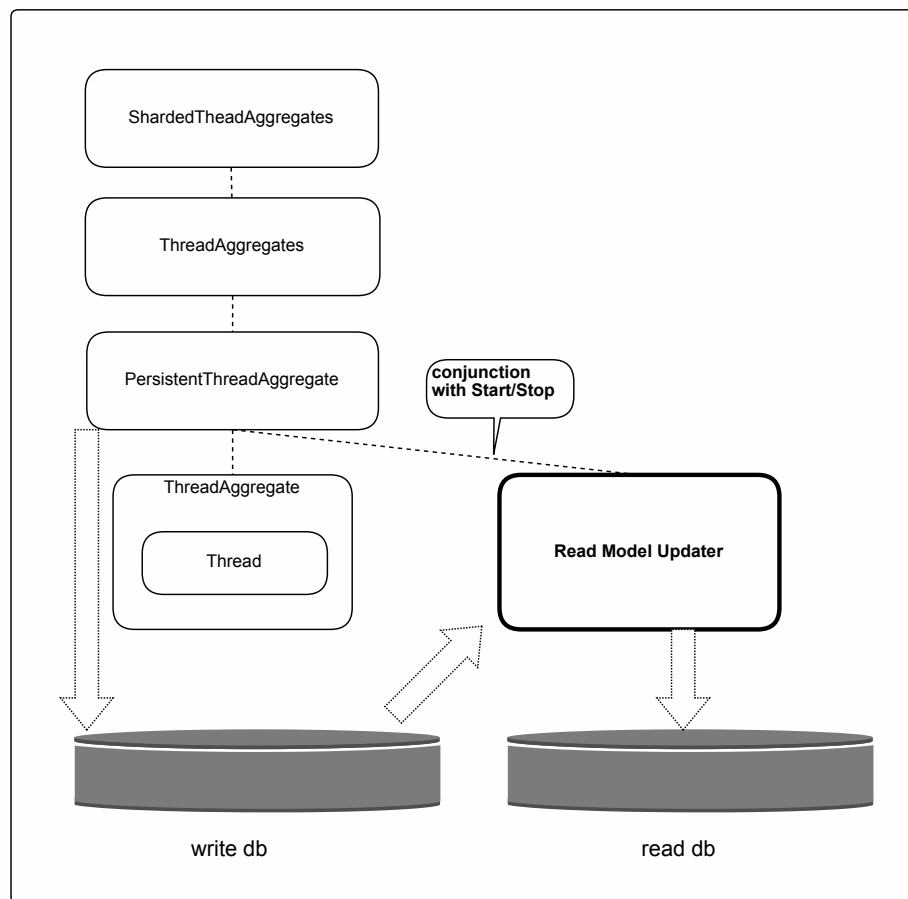 ShardedTheadAggregates
ThreadAggregates
PersistentThreadAggregate
conjunction
with Start/Stop
ThreadAggregate
Thread
Read Model Updater
write db
read db